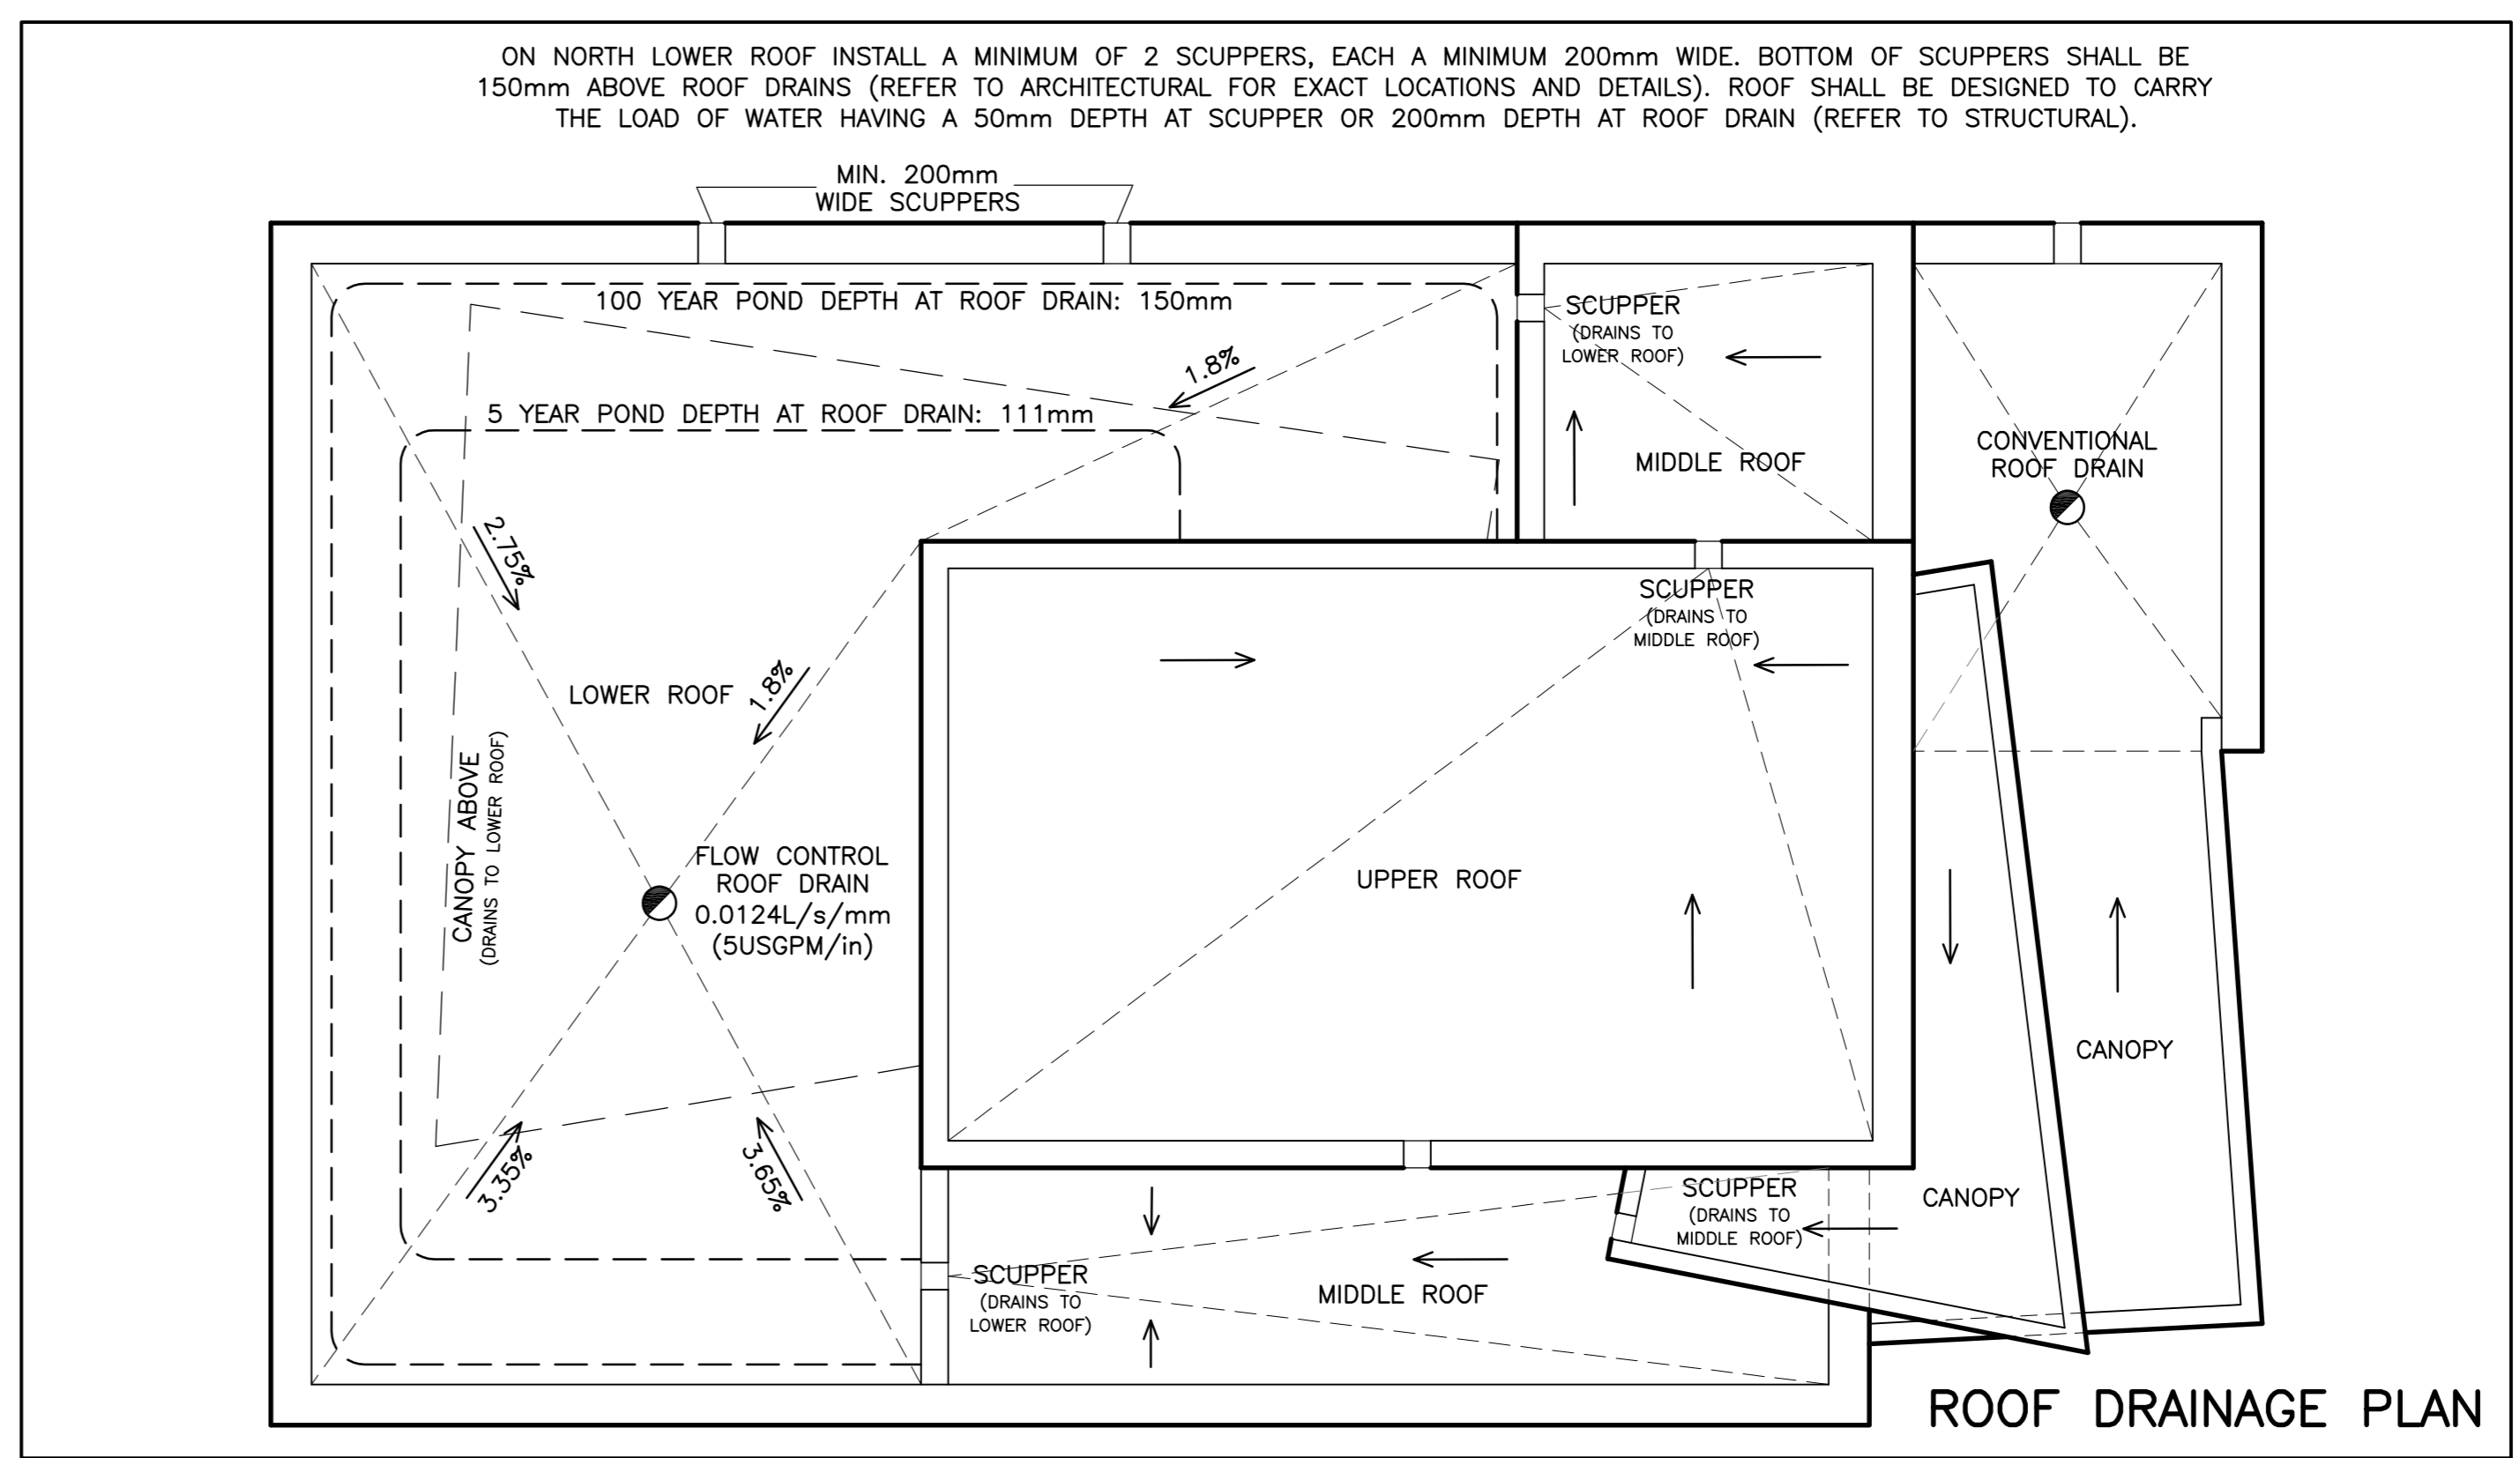 ON NORTH LOWER ROOF INSTALL A MINIMUM OF 2 SCUPPERS, EACH A MINIMUM 200mm WIDE. BOTTOM OF SCUPPERS SHALL BE
150mm ABOVE ROOF DRAINS (REFER TO ARCHITECTURAL FOR EXACT LOCATIONS AND DETAILS). ROOF SHALL BE DESIGNED TO CARRY
THE LOAD OF WATER HAVING A 50mm DEPTH AT SCUPPER OR 200mm DEPTH AT ROOF DRAIN (REFER TO STRUCTURAL).
MIN. 200mm
WIDE SCUPPERS
100 YEAR POND DEPTH AT ROOF DRAIN: 150mm
SCUPPER
(DRAINS TO
LOWER ROOF)
1.8%
5 YEAR POND DEPTH AT ROOF DRAIN: 111mm
MIDDLE ROOF
CONVENTIONAL
ROOF DRAIN
2.75%
SCUPPER
(DRAINS TO
MIDDLE ROOF)
LOWER ROOF
1.8%
CANOPY ABOVE
(DRAINS TO LOWER ROOF)
FLOW CONTROL
ROOF DRAIN
0.0124L/s/mm
(5USGPM/in)
UPPER ROOF
CANOPY
3.35%
3.65%
SCUPPER
(DRAINS TO
MIDDLE ROOF)
CANOPY
SCUPPER
(DRAINS TO
LOWER ROOF)
MIDDLE ROOF
ROOF DRAINAGE PLAN